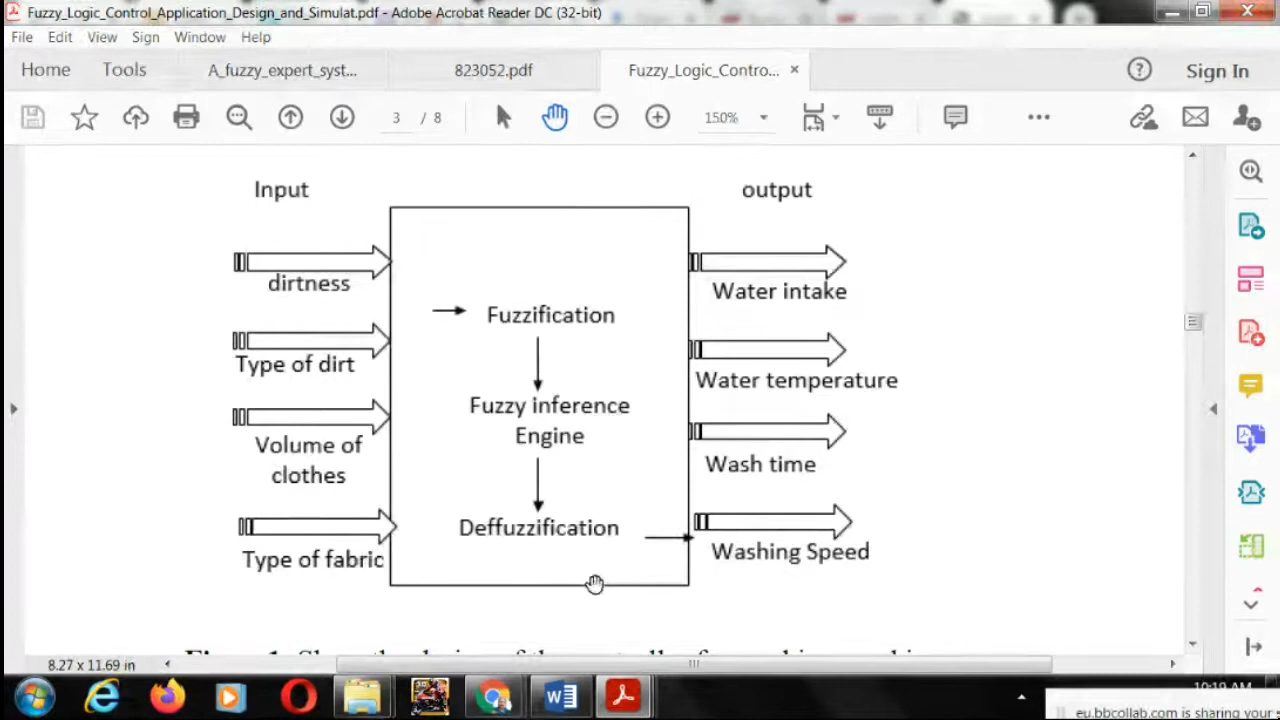 Fuzzy_Logic_Control_Application_Design_and_Simulat.pdf - Adobe Acrobat Reader DC (32-bit)
File Edit View Sign Window Help
Home Tools A_fuzzy_expert_syst... 823052.pdf Fuzzy_Logic_Contro... Sign In
3 / 8 150%
Input output
dirtness
Water intake
Fuzzification
Type of dirt
Water temperature
Fuzzy inference
Engine
Volume of
clothes
Wash time
Deffuzzification
Type of fabric
Washing Speed
8.27 x 11.69 in
10:19 AM
eu.bbcollab.com is sharing your